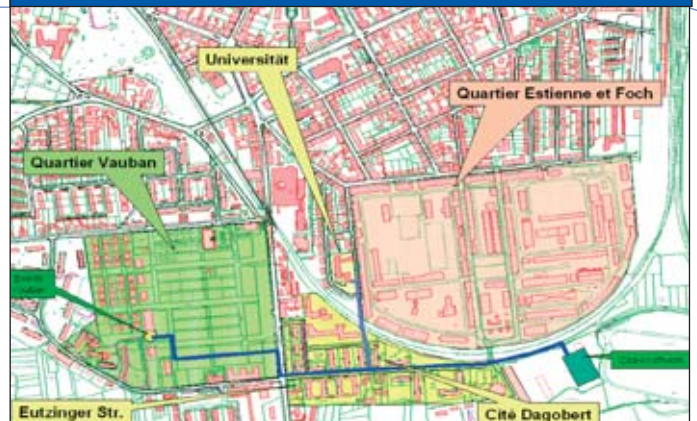 Universität
Quartier Estienne et Foch
Quartier Vauban
Eutzinger Str.
Cité Dagobert